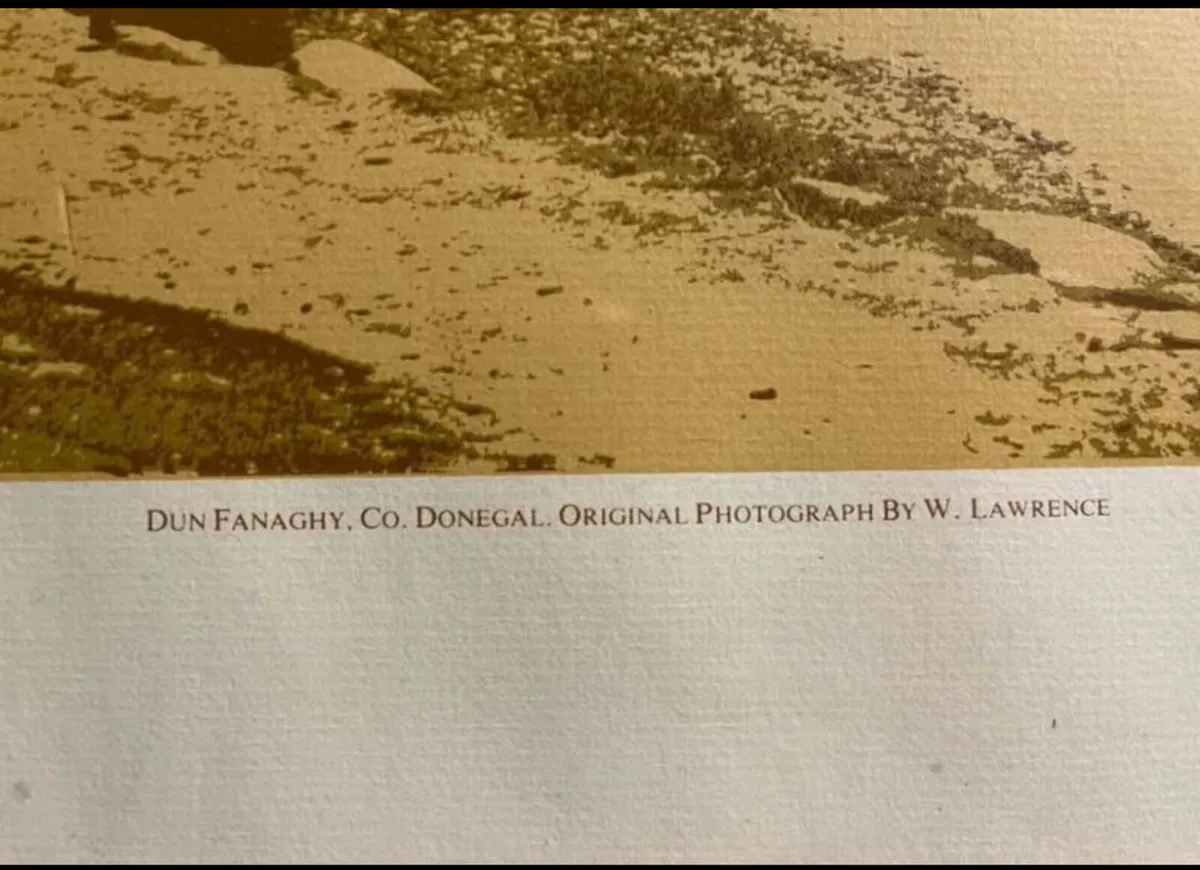 Dun Fanaghy, Co. Donegal. Original Photograph By W. Lawrence